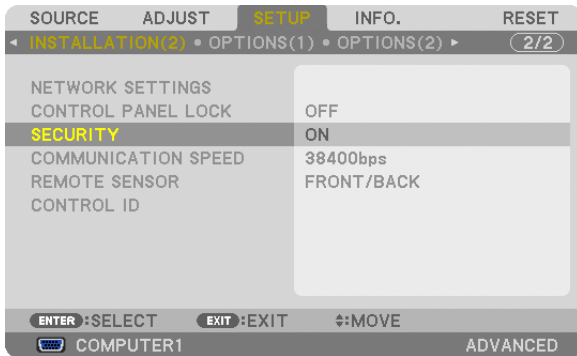 SOURCE ADJUST SETUP INFO. RESET
◂ INSTALLATION(2) • OPTIONS(1) • OPTIONS(2) ▸ 2/2
NETWORK SETTINGS
CONTROL PANEL LOCK OFF
SECURITY ON
COMMUNICATION SPEED 38400bps
REMOTE SENSOR FRONT/BACK
CONTROL ID
ENTER :SELECT EXIT :EXIT ♦:MOVE
COMPUTER1 ADVANCED